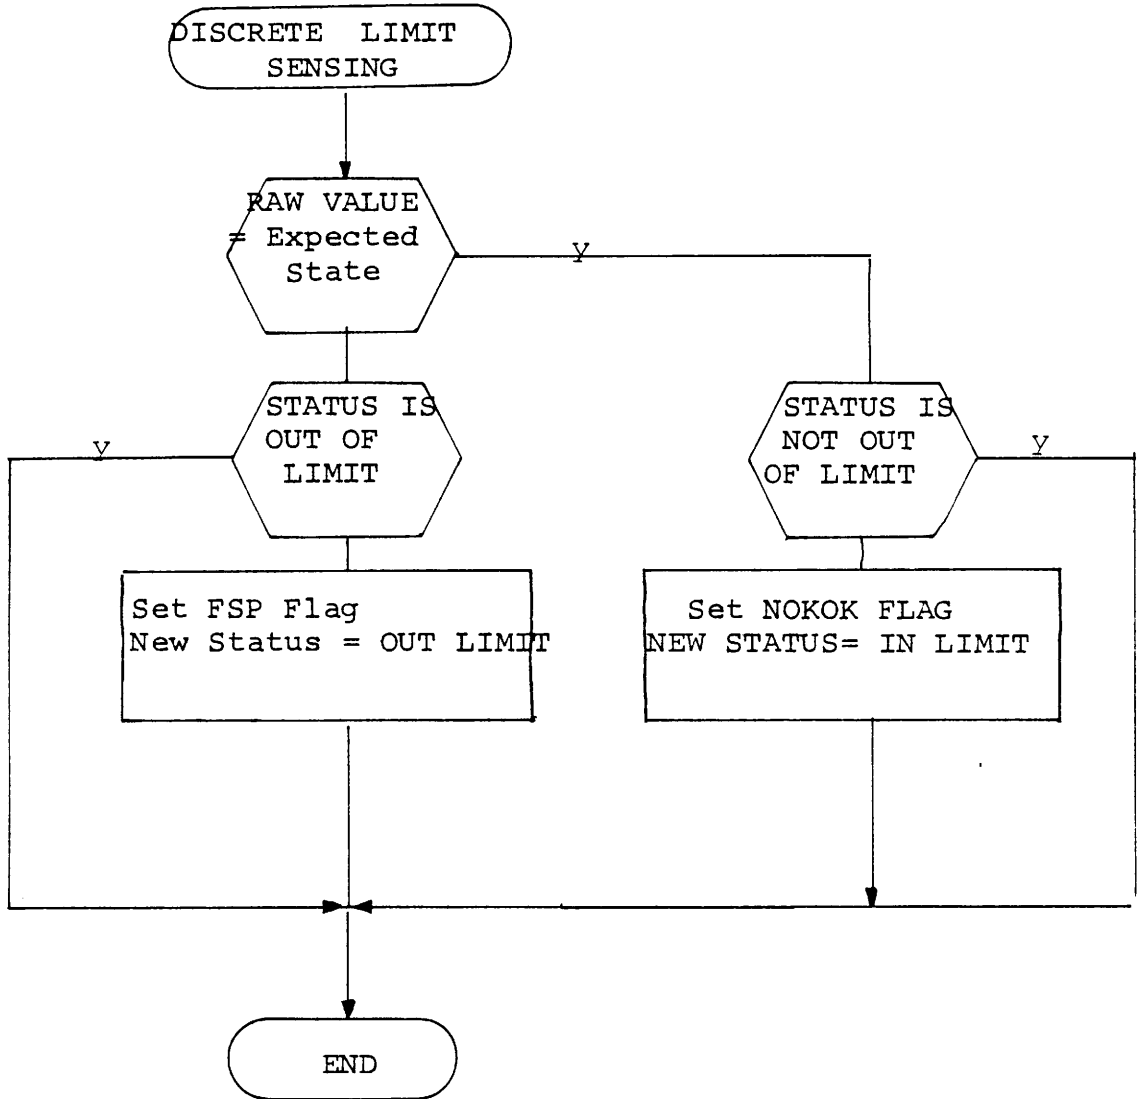 DISCRETE LIMIT
SENSING
RAW VALUE
= Expected
State
y
STATUS IS
OUT OF
LIMIT
y
STATUS IS
NOT OUT
OF LIMIT
y
Set FSP Flag
New Status = OUT LIMIT
Set NOKOK FLAG
NEW STATUS= IN LIMIT
END